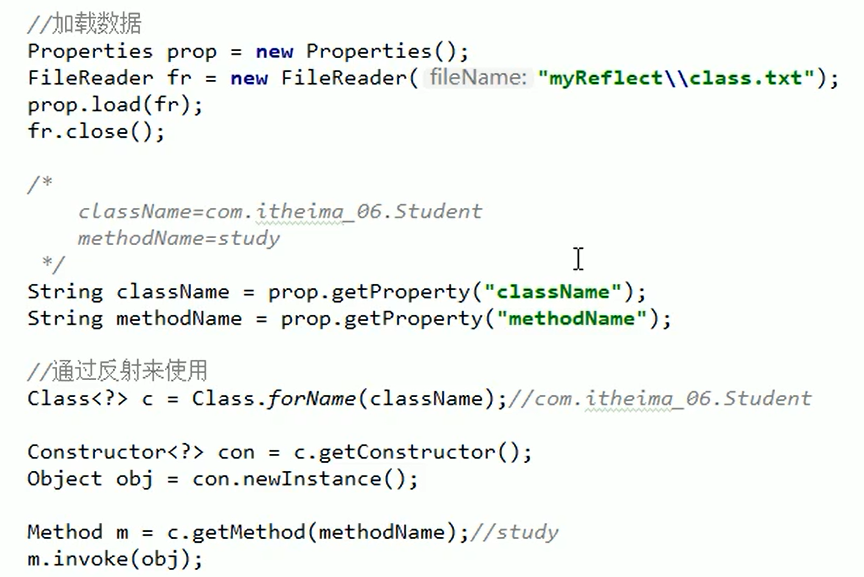 //加载数据
Properties prop = new Properties();
FileReader fr = new FileReader( fileName: "myReflect\\class.txt");
prop.load(fr);
fr.close();
/*
className=com.itheima_06.Student
methodName=study
*/
String className = prop.getProperty("className");
String methodName = prop.getProperty("methodName");
//通过反射来使用
Class<?> c = Class.forName(className);//com.itheima_06.Student
Constructor<?> con = c.getConstructor();
Object obj = con.newInstance();
Method m = c.getMethod(methodName);//study
m.invoke(obj);